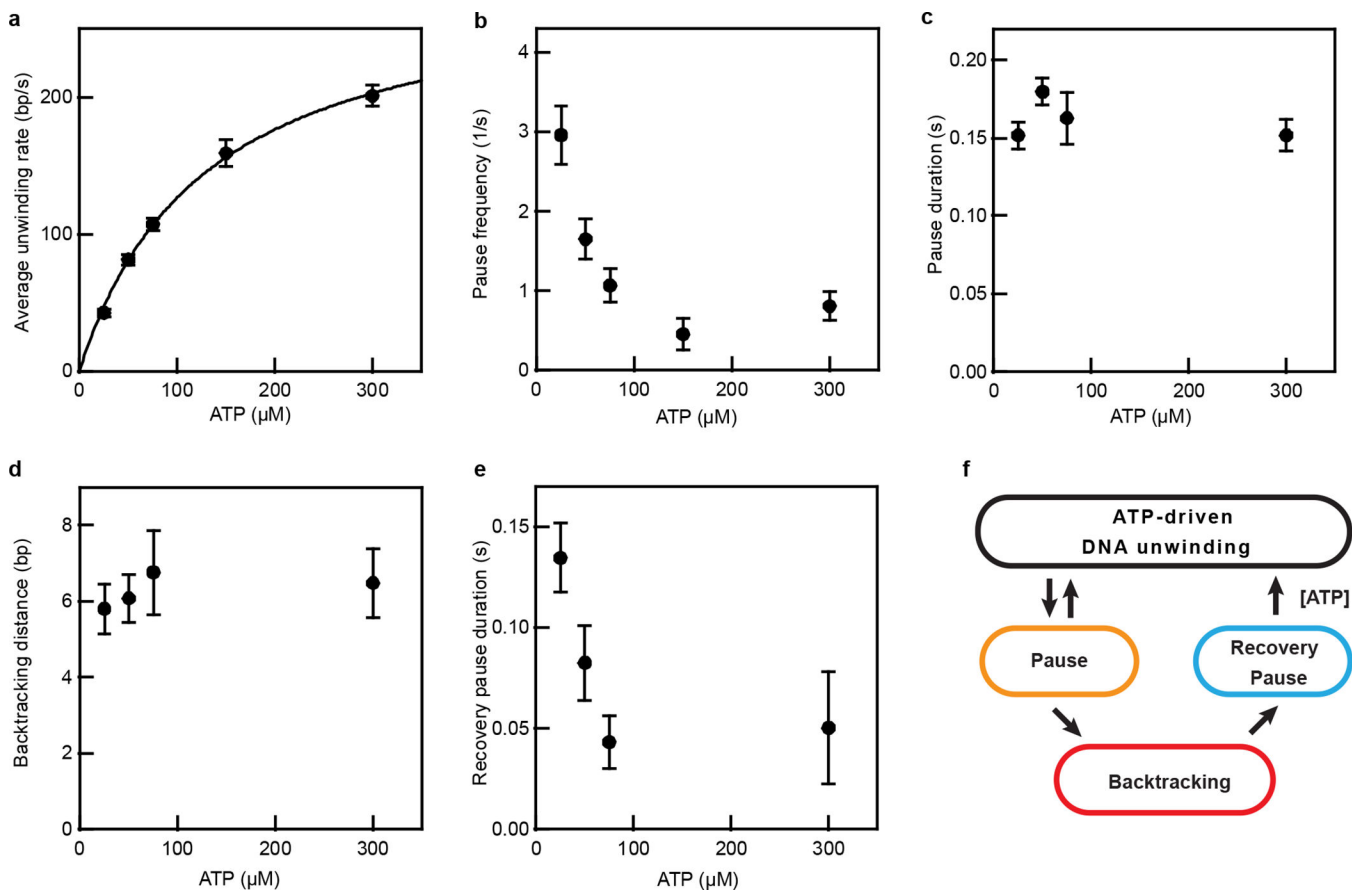 a
Average unwinding rate (bp/s)
200
100
0
0 100 200 300
ATP (μM)
b
Pause frequency (1/s)
4
3
2
1
0
0 100 200 300
ATP (μM)
c
Pause duration (s)
0.20
0.15
0.10
0.05
0.00
0 100 200 300
ATP (μM)
d
Backtracking distance (bp)
8
6
4
2
0
0 100 200 300
ATP (μM)
e
Recovery pause duration (s)
0.15
0.10
0.05
0.00
0 100 200 300
ATP (μM)
f
ATP-driven
DNA unwinding
[ATP]
Pause
Recovery
Pause
Backtracking